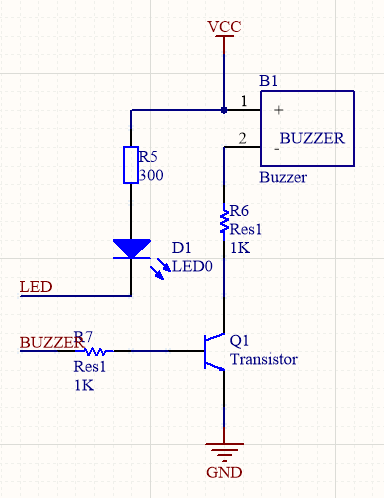 VCC
B1
1
+
2
-
BUZZER
Buzzer
R5
300
R6
Res1
1K
D1
LED0
LED
BUZZER
R7
Res1
1K
Q1
Transistor
GND